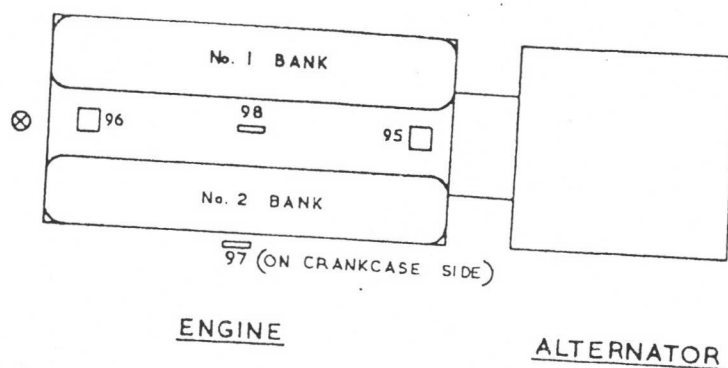 No. 1 BANK
98
96
95
No. 2 BANK
97 (ON CRANKCASE SIDE)
ENGINE
ALTERNATOR